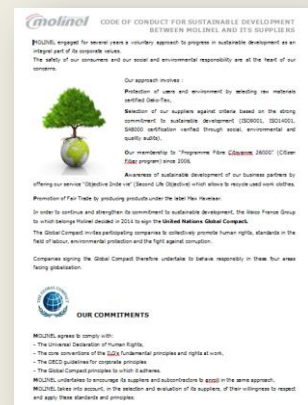 molinel CODE OF CONDUCT FOR SUSTAINABLE DEVELOPMENT
BETWEEN MOLINEL AND ITS SUPPLIERS
MOLINEL engaged for several years a voluntary approach to progress in sustainable development as an
integral part of its corporate values.
The safety of our consumers and our social and environmental responsibility are at the heart of our
concerns.
Our approach involves :
Protection of users and environment by selecting raw materials
certified Oeko-Tex,
Selection of our suppliers against criteria based on the strong
commitment to sustainable development (ISO9001, ISO14001,
SA8000 certification verified through social, environmental and
quality audits),
Our membership to "Programme Fibre Citoyenne 26000" (Citizen
Fiber program) since 2006,
Awareness of sustainable development of our business partners by
offering our service "Objective 2nde vie" (Second Life Objective) which allows to recycle used work clothes,
Promotion of Fair Trade by producing products under the label Max Havelaar.
In order to continue and strengthen its commitment to sustainable development, the France Group
to which belongs Molinel decided in 2014 to sign the United Nations Global Compact.
The Global Compact invites participating companies to collectively promote human rights, standards in the
field of labour, environmental protection and the fight against corruption.
Companies signing the Global Compact therefore undertake to behave responsibly in these four areas
facing globalisation.
OUR COMMITMENTS
MOLINEL agrees to comply with:
- The Universal Declaration of Human Rights,
- The core conventions of the ILO's fundamental principles and rights at work,
- The OECD guidelines for corporate principles
- The Global Compact principles to which it adheres.
MOLINEL undertakes to encourage its suppliers and subcontractors to enroll in the same approach.
MOLINEL takes into account, in the selection and evaluation of its suppliers, of their willingness to respect
and apply these standards and principles.